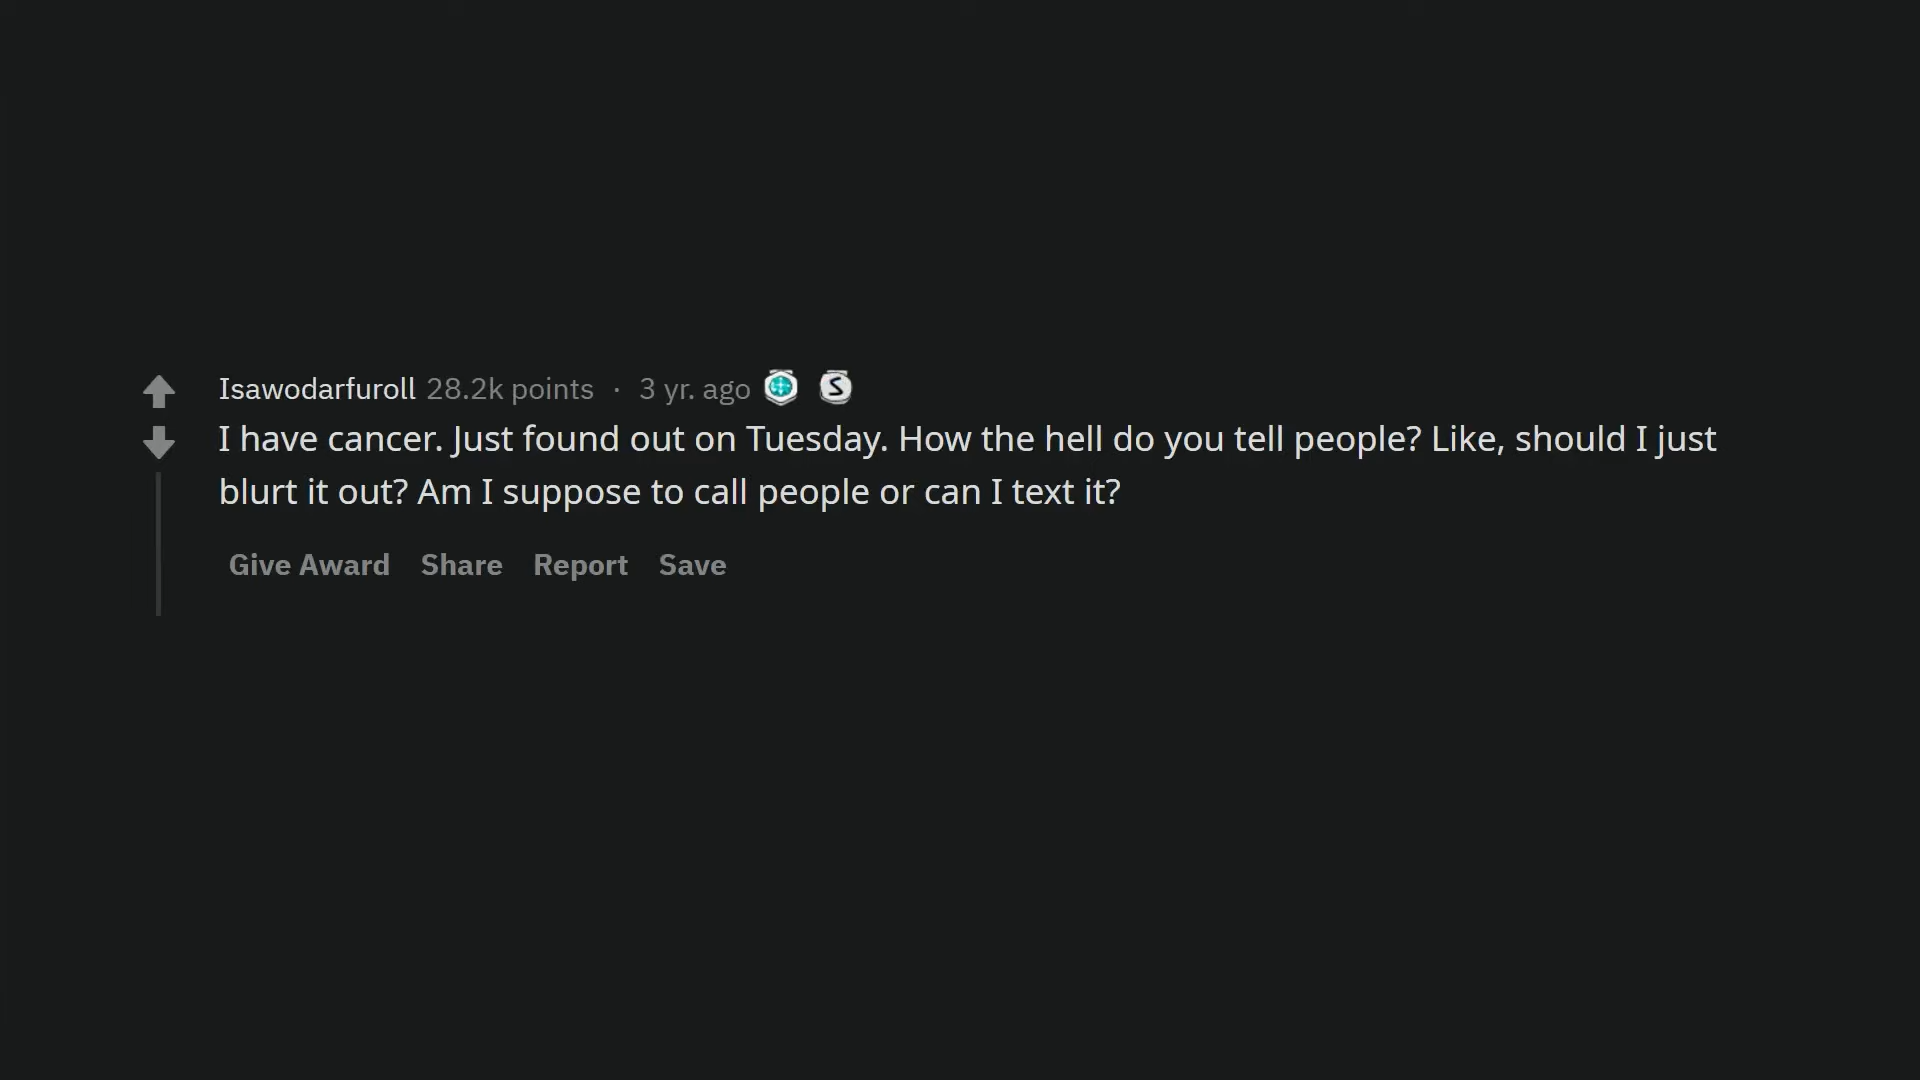 Isawodarfuroll 28.2k points · 3 yr. ago
I have cancer. Just found out on Tuesday. How the hell do you tell people? Like, should I just
blurt it out? Am I suppose to call people or can I text it?
Give Award Share Report Save